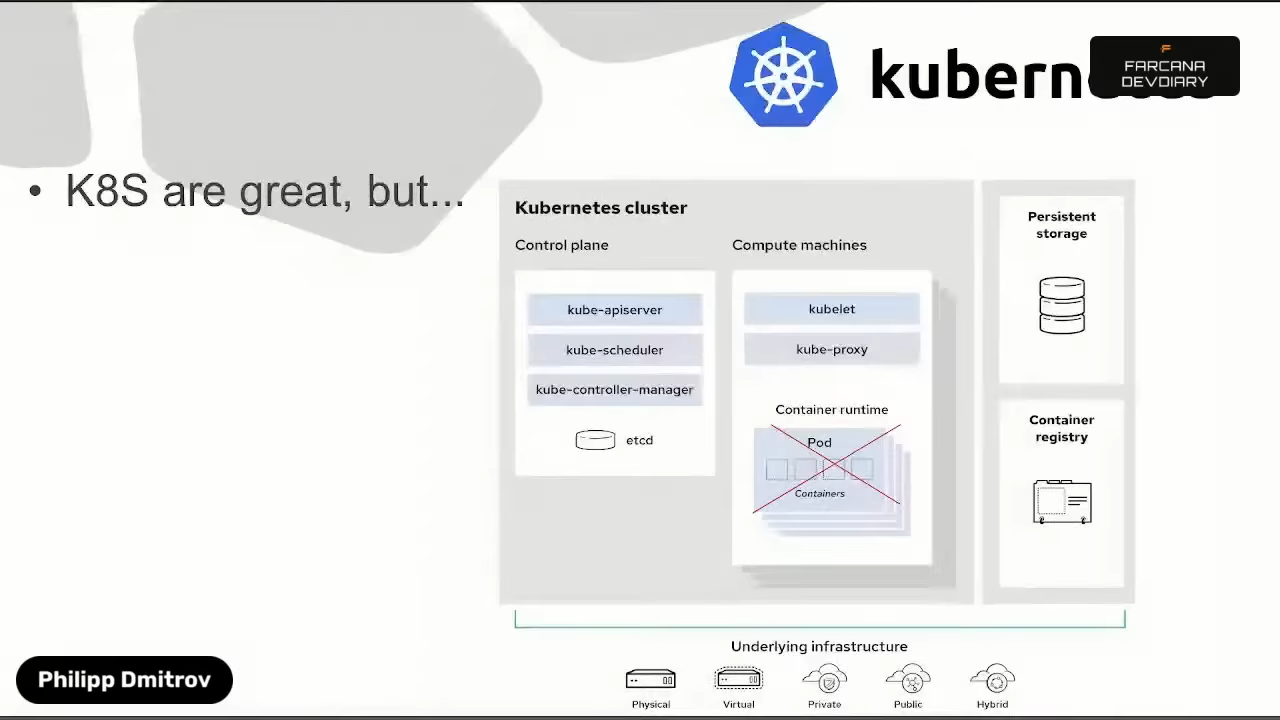 kubern
FARCANA
DEVDIARY
• K8S are great, but...
Kubernetes cluster
Control plane
Compute machines
kube-apiserver
kube-scheduler
kube-controller-manager
etcd
kubelet
kube-proxy
Container runtime
Pod
Containers
Persistent
storage
Container
registry
Underlying infrastructure
Physical
Virtual
Private
Public
Hybrid
Philipp Dmitrov